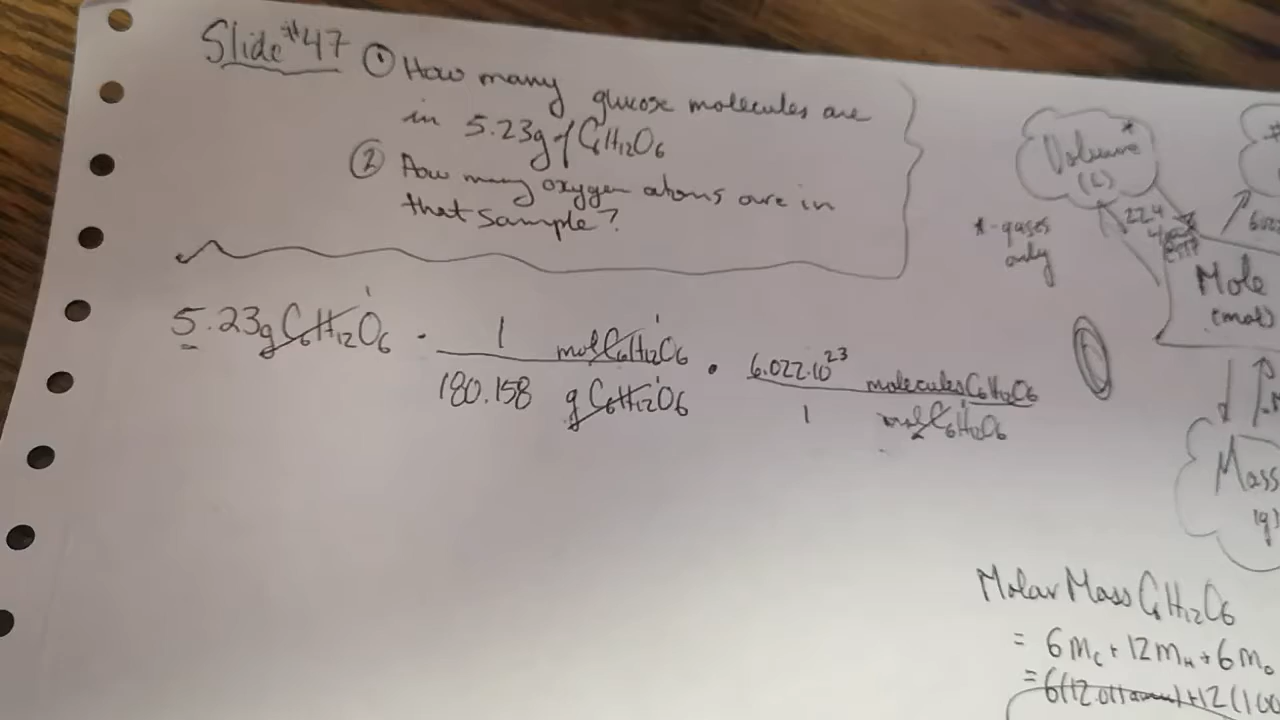 Slide #47 ① How many glucose molecules are
in 5.23g of C6H12O6
② How many oxygen atoms are in
that sample?
5.23g C6H12O6 · 1 mol C6H12O6 / 180.158 g C6H12O6 · 6.022·10^23 molecules C6H12O6 / 1 mol C6H12O6
Volume*
(L)
*-gases
only
22.4
Mole
(mol)
Mass
(g)
Molar Mass C6H12O6
= 6mC + 12mH + 6mO